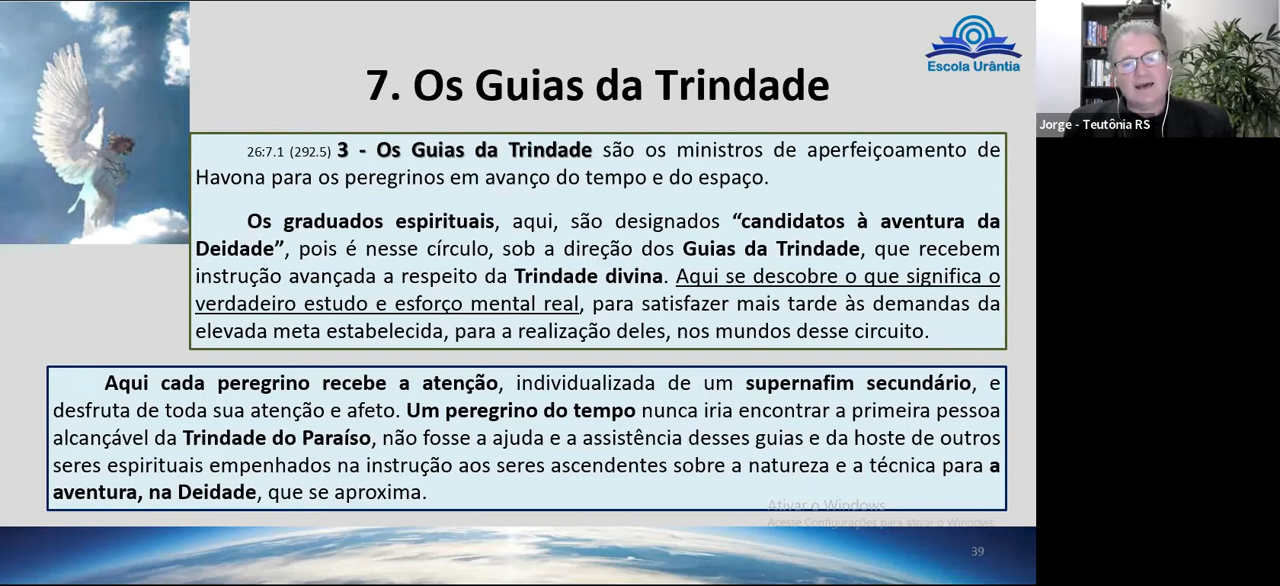 Escola Urântia
7. Os Guias da Trindade
26:7.1 (292.5) 3 - Os Guias da Trindade são os ministros de aperfeiçoamento de
Havona para os peregrinos em avanço do tempo e do espaço.
Os graduados espirituais, aqui, são designados “candidatos à aventura da
Deidade”, pois é nesse círculo, sob a direção dos Guias da Trindade, que recebem
instrução avançada a respeito da Trindade divina. Aqui se descobre o que significa o
verdadeiro estudo e esforço mental real, para satisfazer mais tarde às demandas da
elevada meta estabelecida, para a realização deles, nos mundos desse circuito.
Aqui cada peregrino recebe a atenção, individualizada de um supernafim secundário, e
desfruta de toda sua atenção e afeto. Um peregrino do tempo nunca iria encontrar a primeira pessoa
alcançável da Trindade do Paraíso, não fosse a ajuda e a assistência desses guias e da hoste de outros
seres espirituais empenhados na instrução aos seres ascendentes sobre a natureza e a técnica para a
aventura, na Deidade, que se aproxima.
Ativar o Windows
Acesse Configurações para ativar o Windows.
39
Jorge - Teutônia RS